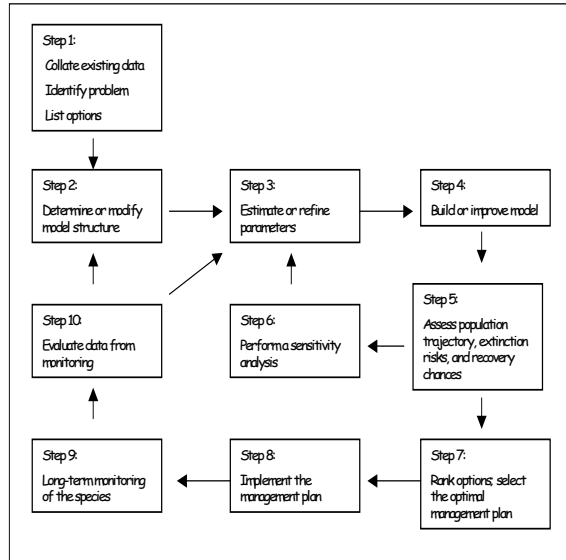 Step 1:
Collate existing data
Identify problem
List options
Step 2:
Determine or modify
model structure
Step 3:
Estimate or refine
parameters
Step 4:
Build or improve model
Step 10:
Evaluate data from
monitoring
Step 6:
Perform a sensitivity
analysis
Step 5:
Assess population
trajectory, extinction
risks, and recovery
chances
Step 9:
Long-term monitoring
of the species
Step 8:
Implement the
management plan
Step 7:
Rank options; select
the optimal
management plan